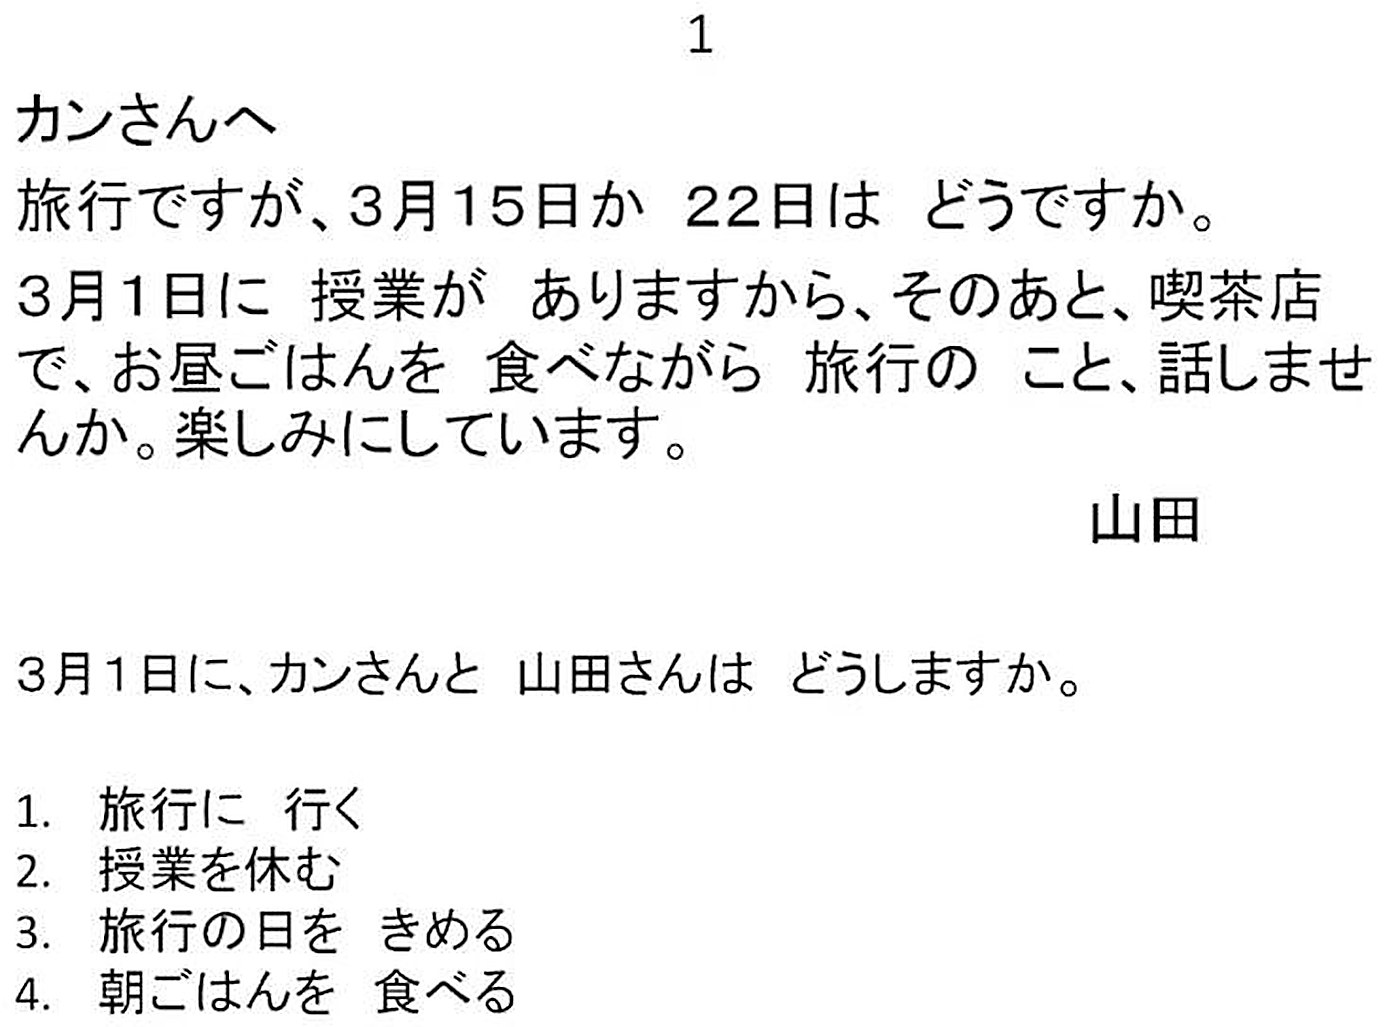 1
カンさんへ
旅行ですが、３月１５日か　２２日は　どうですか。
３月１日に　授業が　ありますから、そのあと、喫茶店
で、お昼ごはんを　食べながら　旅行の　こと、話しませ
んか。楽しみにしています。
山田
３月１日に、カンさんと　山田さんは　どうしますか。
1.　旅行に　行く
2.　授業を休む
3.　旅行の日を　きめる
4.　朝ごはんを　食べる